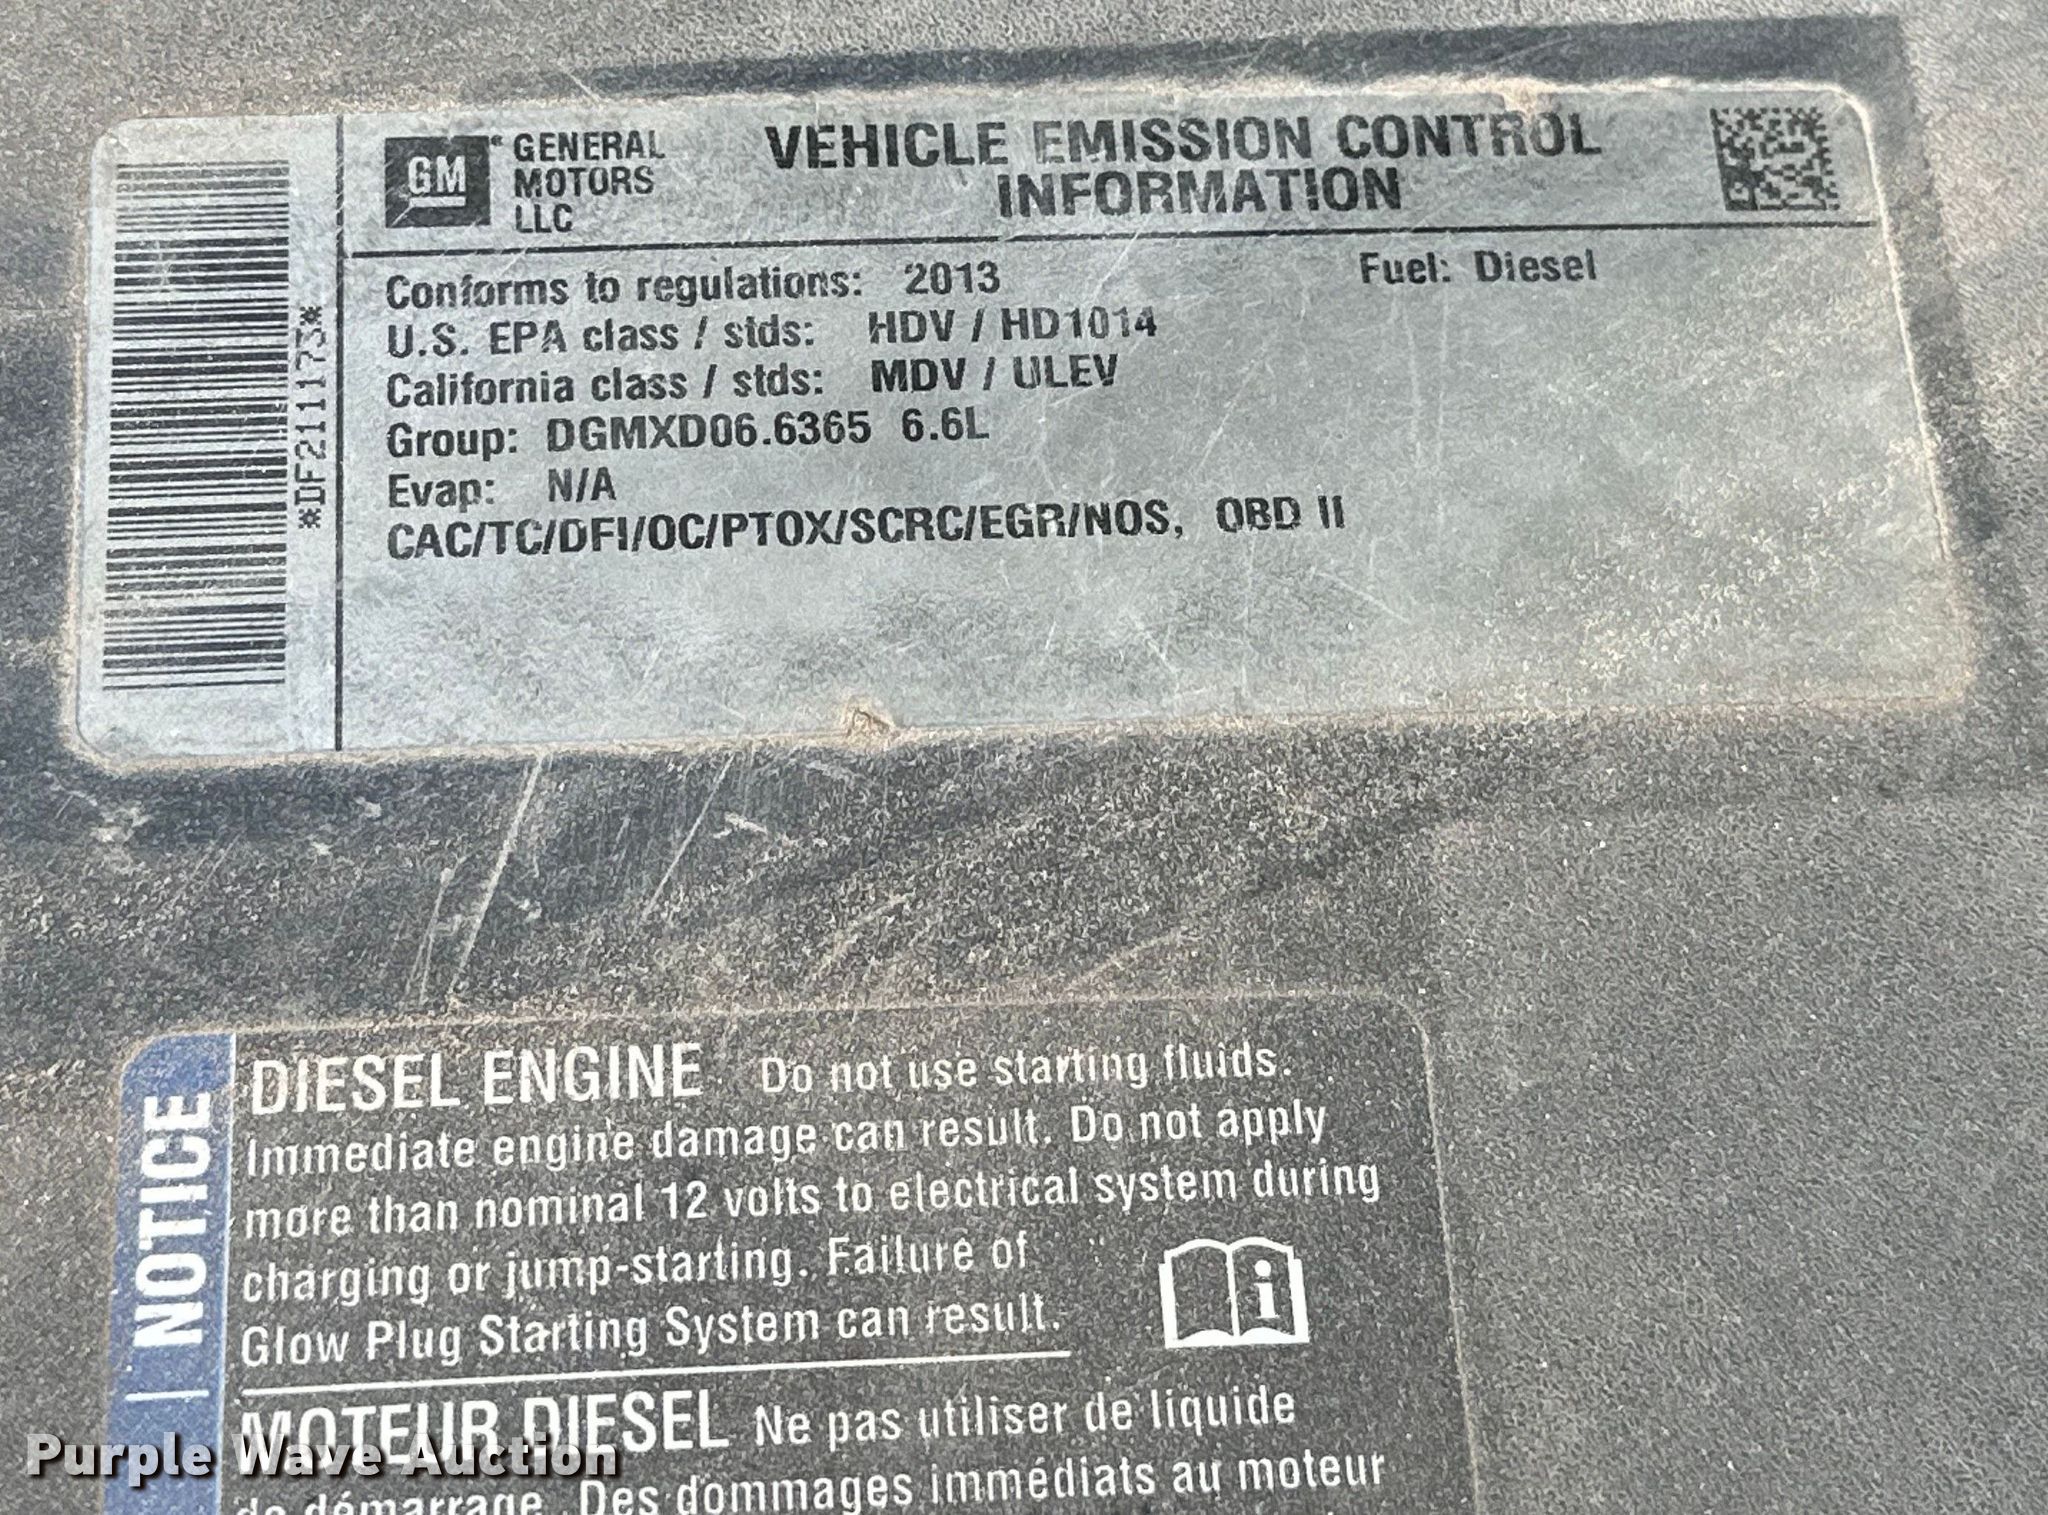 GM
GENERAL
MOTORS
LLC
VEHICLE EMISSION CONTROL
INFORMATION
*DF211173*
Conforms to regulations: 2013 Fuel: Diesel
U.S. EPA class / stds: HDV / HD1014
California class / stds: MDV / ULEV
Group: DGMXD06.6365 6.6L
Evap: N/A
CAC/TC/DFI/OC/PTOX/SCRC/EGR/NOS, OBD II
NOTICE
DIESEL ENGINE Do not use starting fluids.
Immediate engine damage can result. Do not apply
more than nominal 12 volts to electrical system during
charging or jump-starting. Failure of
Glow Plug Starting System can result.
i
MOTEUR DIESEL Ne pas utiliser de liquide
de démarrage. Des dommages immédiats au moteur
Purple Wave Auction